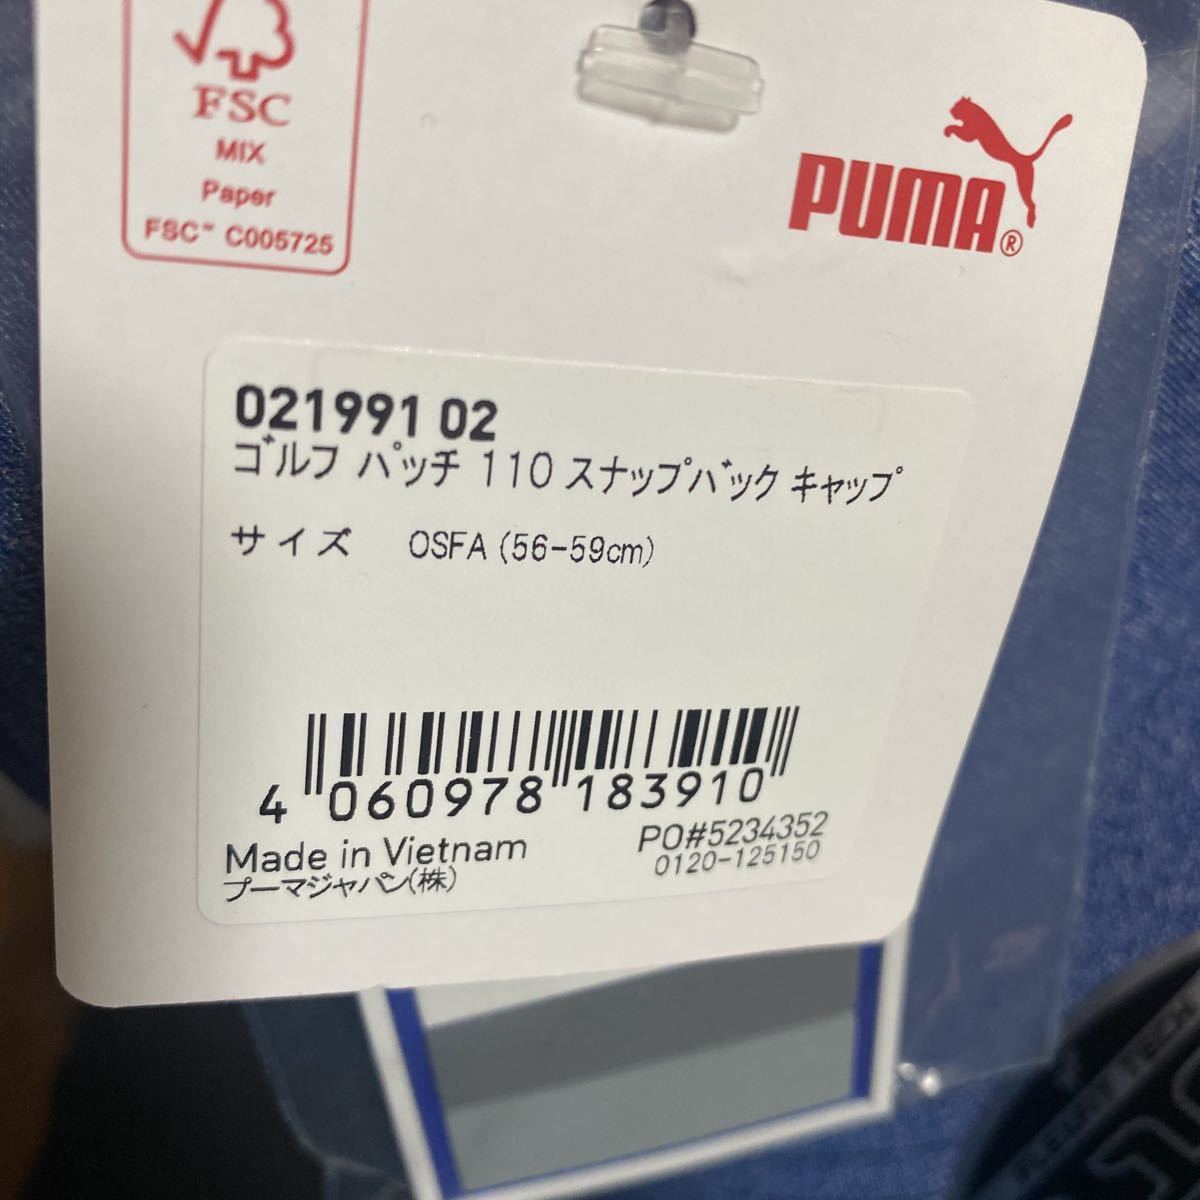 FSC
MIX
Paper
FSC™ C005725
PUMA®
021991 02
ゴルフ パッチ 110 スナップバック キャップ
サイズ OSFA (56-59cm)
4 060978 183910
Made in Vietnam
PO#5234352
0120-125150
プーマジャパン(株)